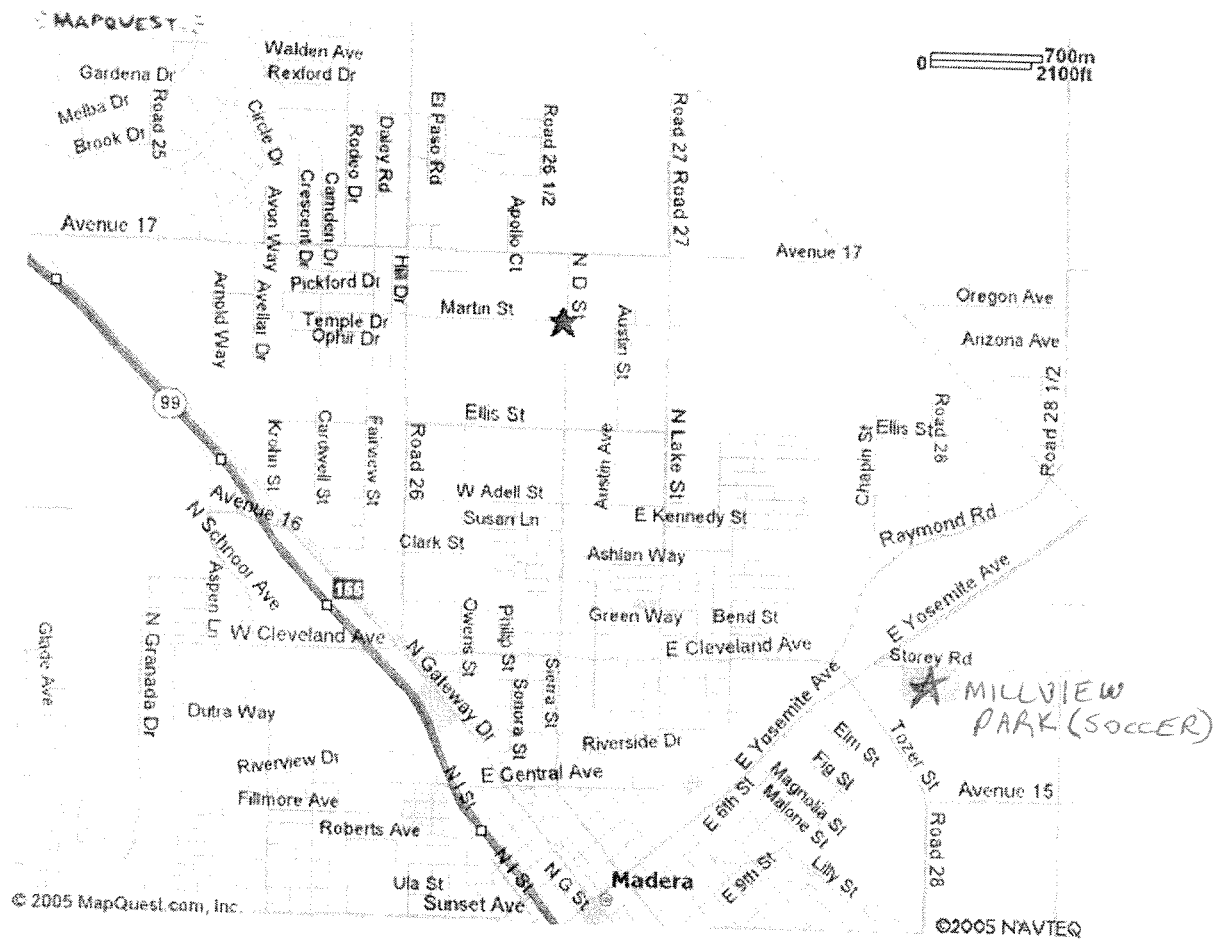 MAPQUEST
Walden Ave
Rexford Dr
Gardena Dr
0
700m
2100ft
Melba Dr
Brook Dr
Road 25
Circle Dr
Crescent Dr
Camden Dr
Rodeo Dr
Daley Rd
El Paso Rd
Road 26 1/2
Road 27
Road 27
Avon Way
Apollo Ct
Avenue 17
Avenue 17
Arnold Way
Avellar Dr
Pickford Dr
Hill Dr
N D St
Martin St
Temple Dr
Ophir Dr
Austin St
Oregon Ave
Arizona Ave
Road 28 1/2
99
Krohn St
Cardwell St
Fairview St
Road 26
Ellis St
Austin Ave
N Lake St
Chapin St
Ellis St
Road 28
Avenue 16
W Adell St
Susan Ln
E Kennedy St
Raymond Rd
N Schnoor Ave
Clark St
Ashlan Way
E Yosemite Ave
Aspen Ln
N Granada Dr
Owens St
Philip St
Green Way
Bend St
W Cleveland Ave
E Cleveland Ave
Storey Rd
Glade Ave
N Gateway Dr
Sonora St
Sierra St
E Yosemite Ave
MILLVIEW
PARK (SOCCER)
Dutra Way
Riverside Dr
Elm St
Tozer St
Riverview Dr
E Central Ave
Fig St
Magnolia St
Malone St
Avenue 15
Fillmore Ave
N I St
E 6th St
Roberts Ave
Road 28
N I St
N G St
Madera
E 9th St
Lilly St
Ula St
Sunset Ave
© 2005 MapQuest.com, Inc.
©2005 NAVTEQ